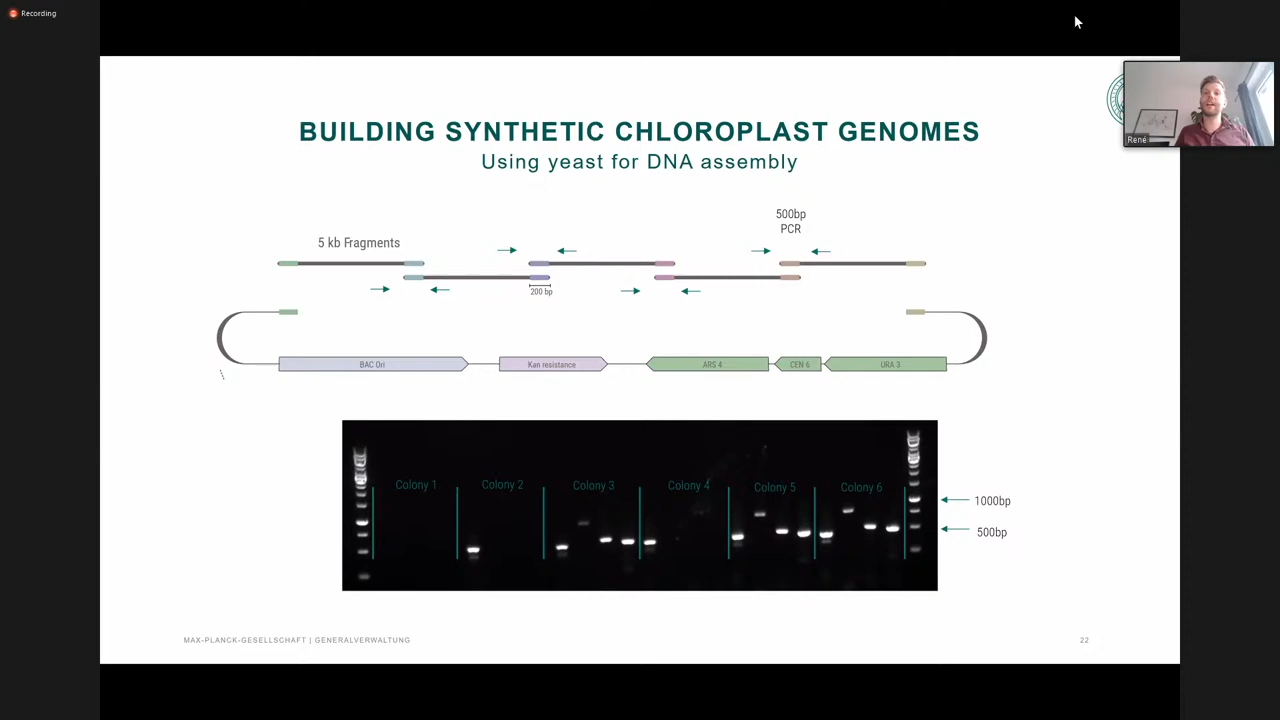 Recording
René
BUILDING SYNTHETIC CHLOROPLAST GENOMES
Using yeast for DNA assembly
500bp
PCR
5 kb Fragments
200 bp
BAC Ori
Kan resistance
ARS 4
CEN 6
URA 3
Colony 1
Colony 2
Colony 3
Colony 4
Colony 5
Colony 6
1000bp
500bp
MAX-PLANCK-GESELLSCHAFT | GENERALVERWALTUNG
22